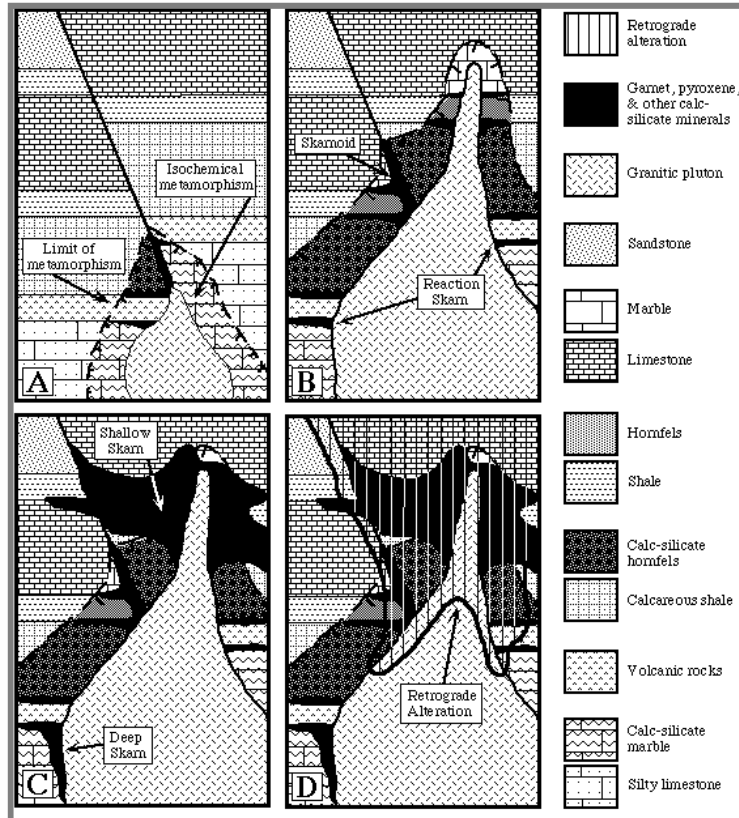 Isochemical
metamorphism
Limit of
metamorphism
A
Skarnoid
Reaction
Skarn
B
Shallow
Skarn
Deep
Skarn
C
Retrograde
Alteration
D
Retrograde
alteration
Garnet, pyroxene,
& other calc-
silicate minerals
Granitic pluton
Sandstone
Marble
Limestone
Hornfels
Shale
Calc-silicate
hornfels
Calcareous shale
Volcanic rocks
Calc-silicate
marble
Silty limestone